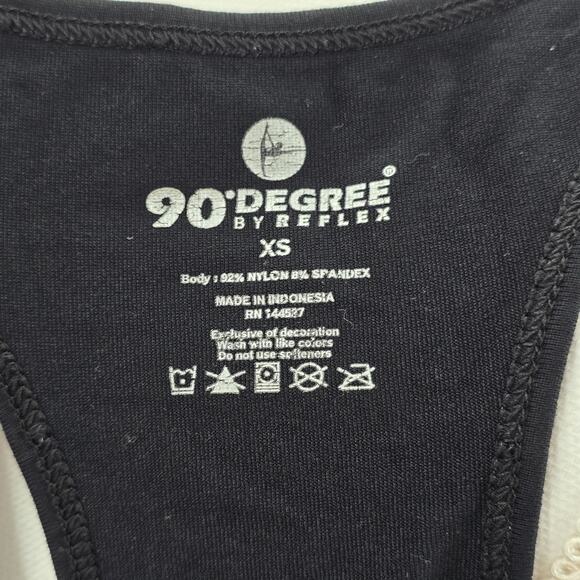 90° DEGREE®
BY REFLEX
XS
Body : 92% NYLON 8% SPANDEX
MADE IN INDONESIA
RN 144537
Exclusive of decoration
Wash with like colors
Do not use softeners